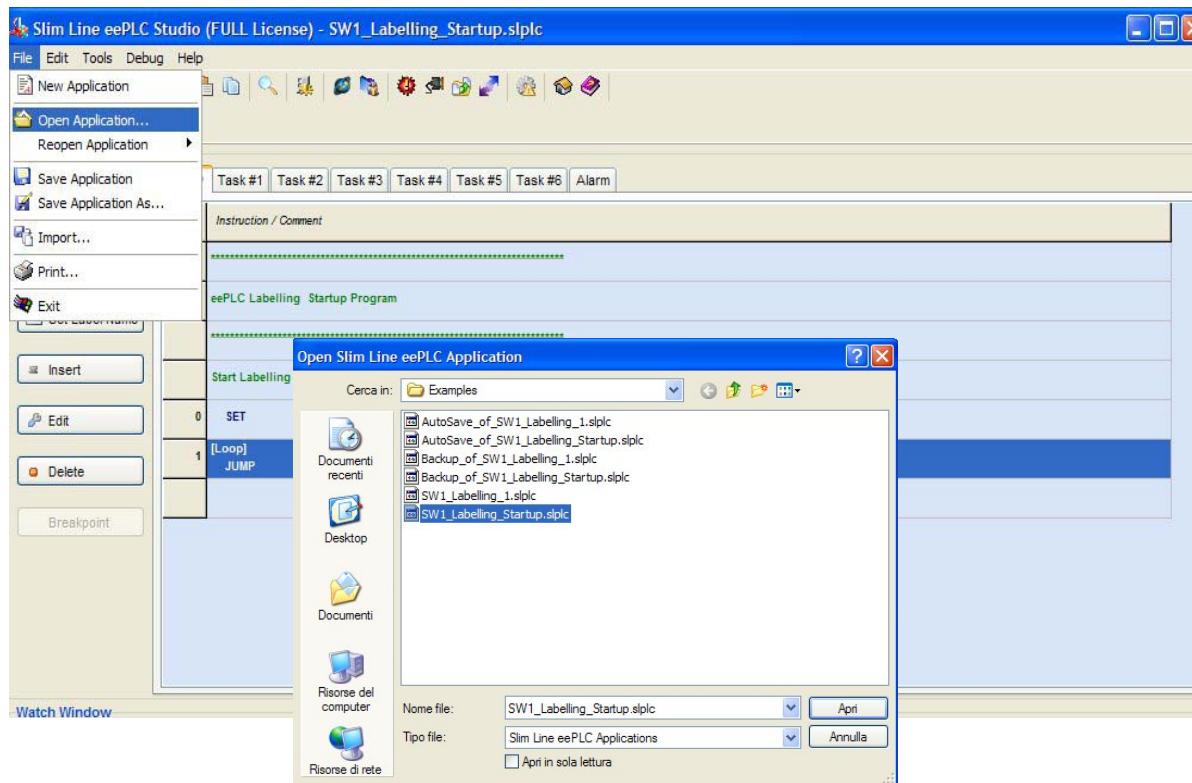 Slim Line eePLC Studio (FULL License) - SW1_Labelling_Startup.slplc
File Edit Tools Debug Help
New Application
Open Application...
Reopen Application
Save Application
Save Application As...
Import...
Print...
Exit
Task #1 Task #2 Task #3 Task #4 Task #5 Task #6 Alarm
Instruction / Comment
eePLC Labelling Startup Program
Start Labelling
Insert
Edit
Delete
Breakpoint
0 SET
1 [Loop]
JUMP
Watch Window
Open Slim Line eePLC Application
Cerca in: Examples
Documenti recenti
Desktop
Documenti
Risorse del computer
Risorse di rete
AutoSave_of_SW1_Labelling_1.slplc
AutoSave_of_SW1_Labelling_Startup.slplc
Backup_of_SW1_Labelling_1.slplc
Backup_of_SW1_Labelling_Startup.slplc
SW1_Labelling_1.slplc
SW1_Labelling_Startup.slplc
Nome file: SW1_Labelling_Startup.slplc Apri
Tipo file: Slim Line eePLC Applications Annulla
Apri in sola lettura